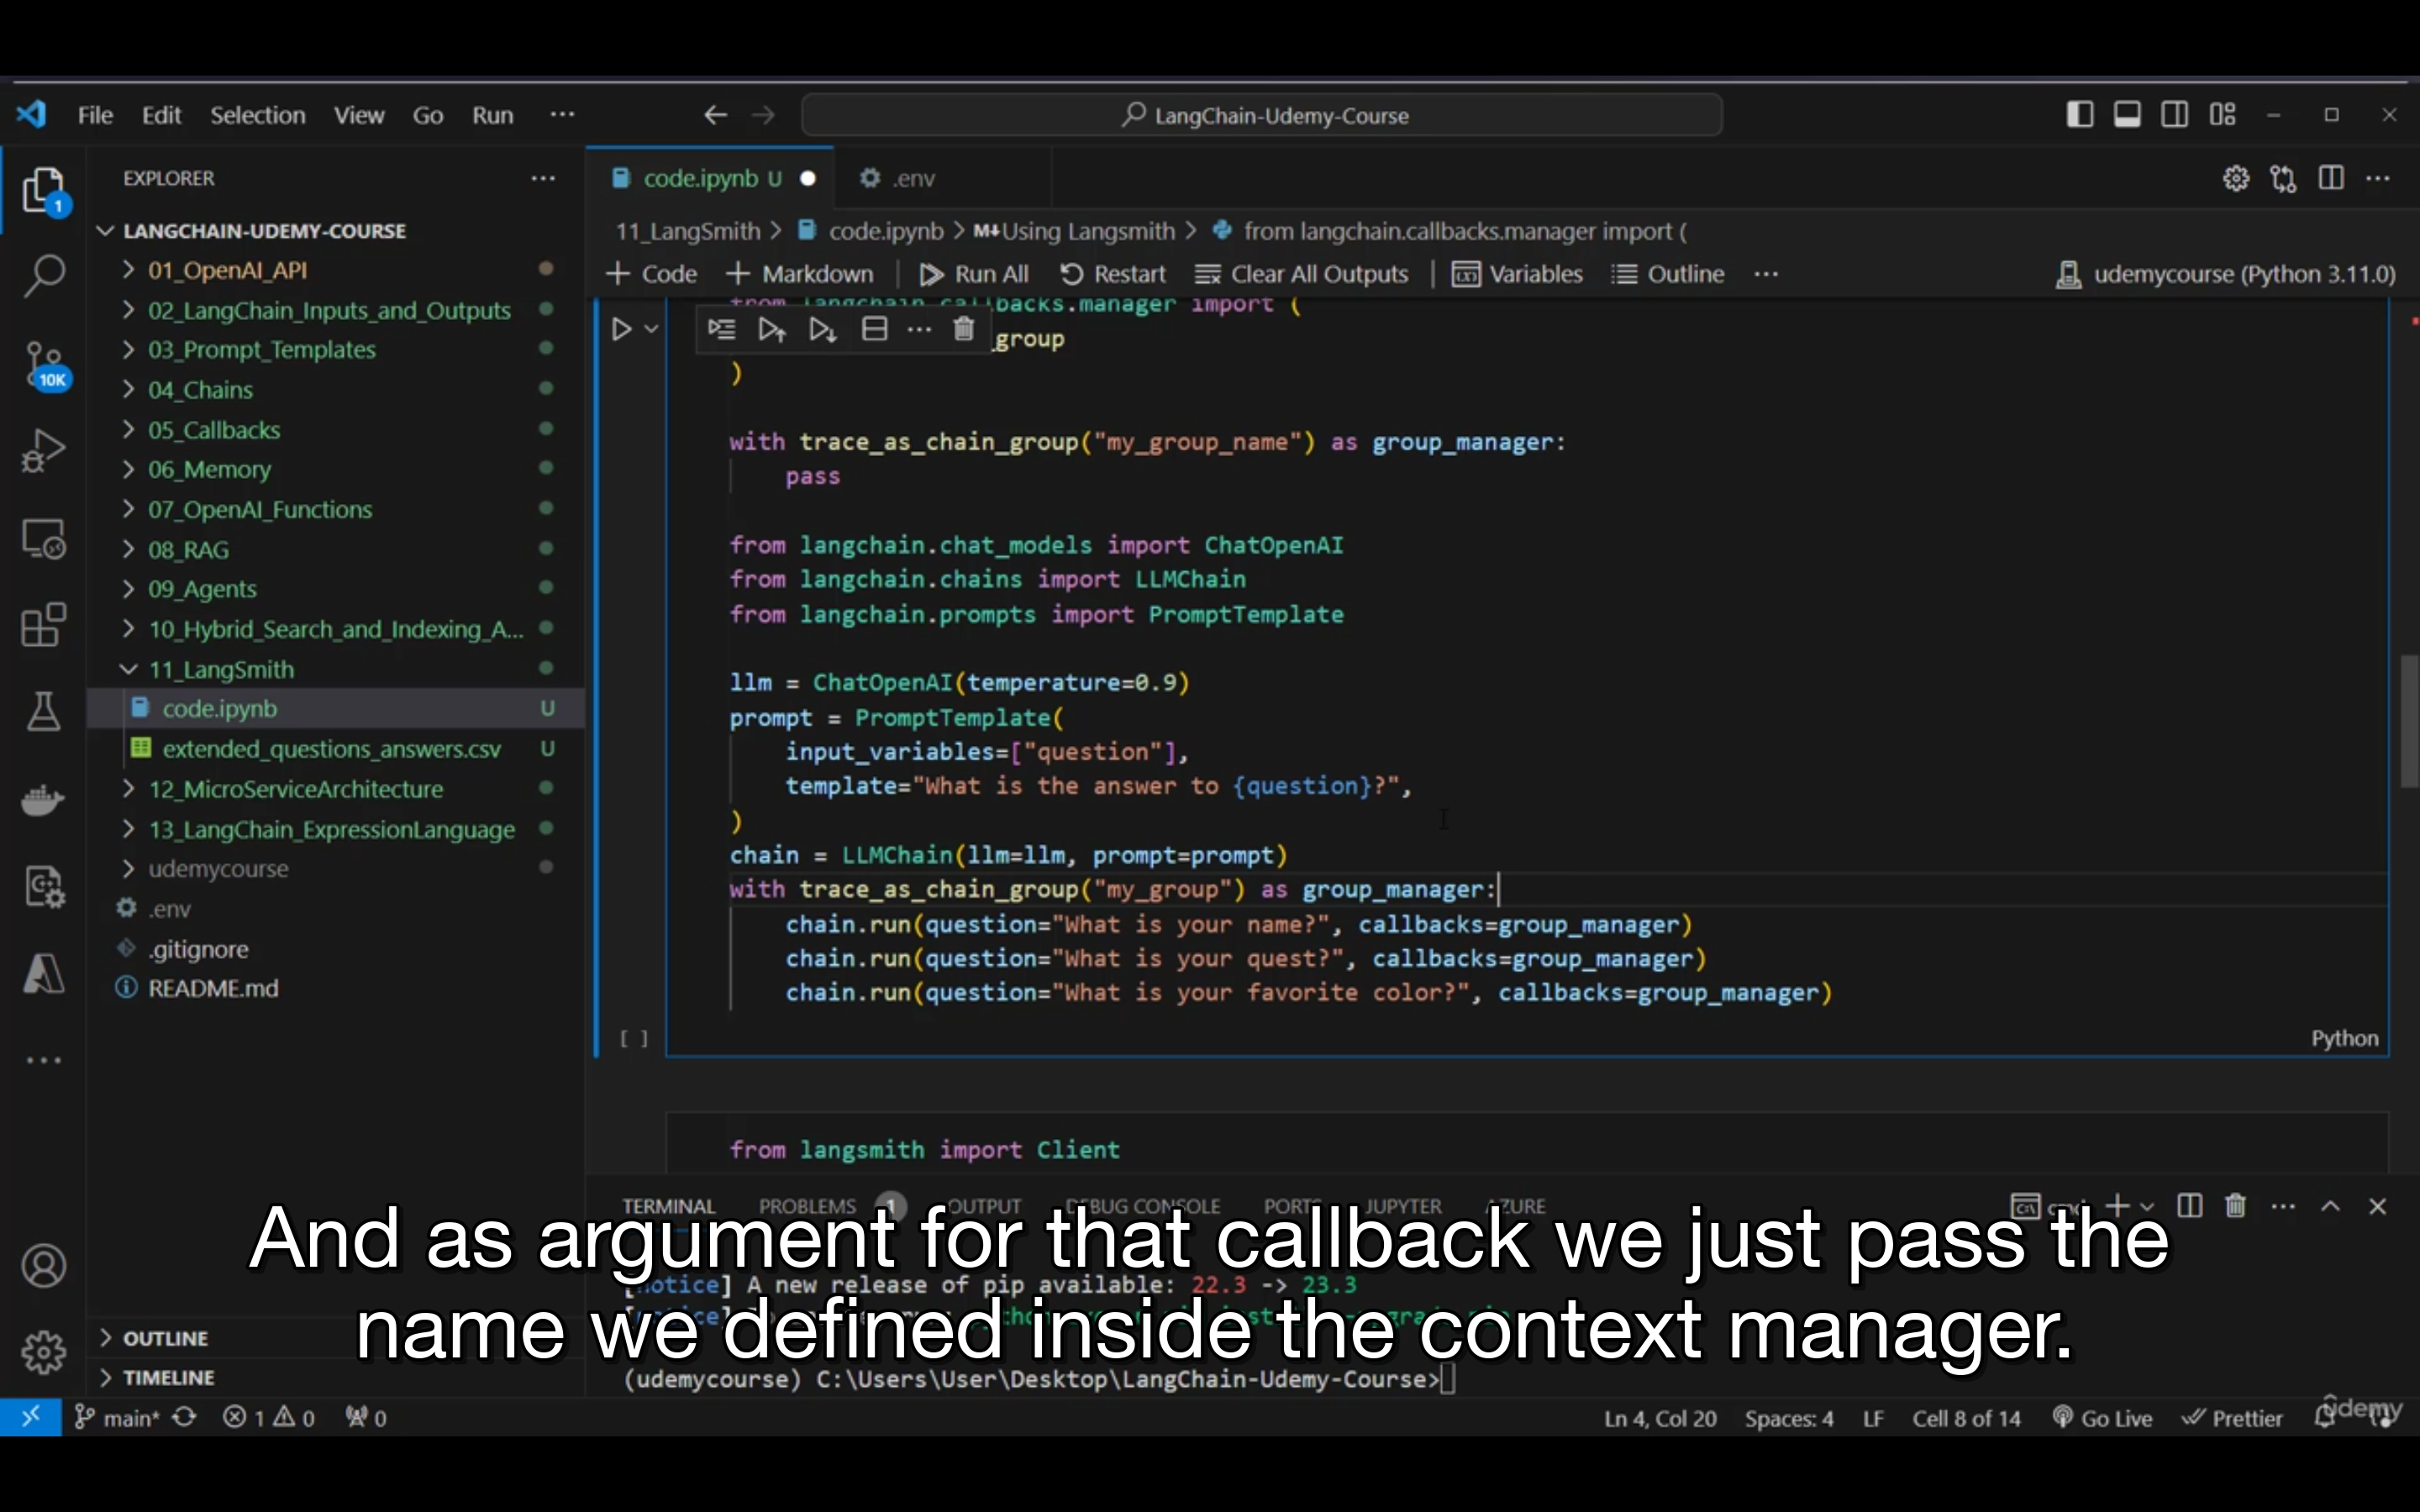 File Edit Selection View Go Run ··· LangChain-Udemy-Course
EXPLORER ···
code.ipynb U .env
LANGCHAIN-UDEMY-COURSE
11_LangSmith > code.ipynb > M↓Using Langsmith > from langchain.callbacks.manager import (
+ Code + Markdown Run All Restart Clear All Outputs Variables Outline ··· udemycourse (Python 3.11.0)
1
10K
01_OpenAI_API
02_LangChain_Inputs_and_Outputs
03_Prompt_Templates
04_Chains
05_Callbacks
06_Memory
07_OpenAI_Functions
08_RAG
09_Agents
10_Hybrid_Search_and_Indexing_A...
11_LangSmith
code.ipynb U
extended_questions_answers.csv U
12_MicroServiceArchitecture
13_LangChain_ExpressionLanguage
udemycourse
.env
.gitignore
README.md
OUTLINE
TIMELINE
from langchain.callbacks.manager import (
_group
)
with trace_as_chain_group("my_group_name") as group_manager:
pass
from langchain.chat_models import ChatOpenAI
from langchain.chains import LLMChain
from langchain.prompts import PromptTemplate
llm = ChatOpenAI(temperature=0.9)
prompt = PromptTemplate(
input_variables=["question"],
template="What is the answer to {question}?",
)
chain = LLMChain(llm=llm, prompt=prompt)
with trace_as_chain_group("my_group") as group_manager:
chain.run(question="What is your name?", callbacks=group_manager)
chain.run(question="What is your quest?", callbacks=group_manager)
chain.run(question="What is your favorite color?", callbacks=group_manager)
[ ] Python
from langsmith import Client
TERMINAL PROBLEMS 1 OUTPUT DEBUG CONSOLE PORTS JUPYTER AZURE
And as argument for that callback we just pass the
[notice] A new release of pip available: 22.3 -> 23.3
name we defined inside the context manager.
(udemycourse) C:\Users\User\Desktop\LangChain-Udemy-Course>
main* 1 0 0 Ln 4, Col 20 Spaces: 4 LF Cell 8 of 14 Go Live Prettier
ûdemy